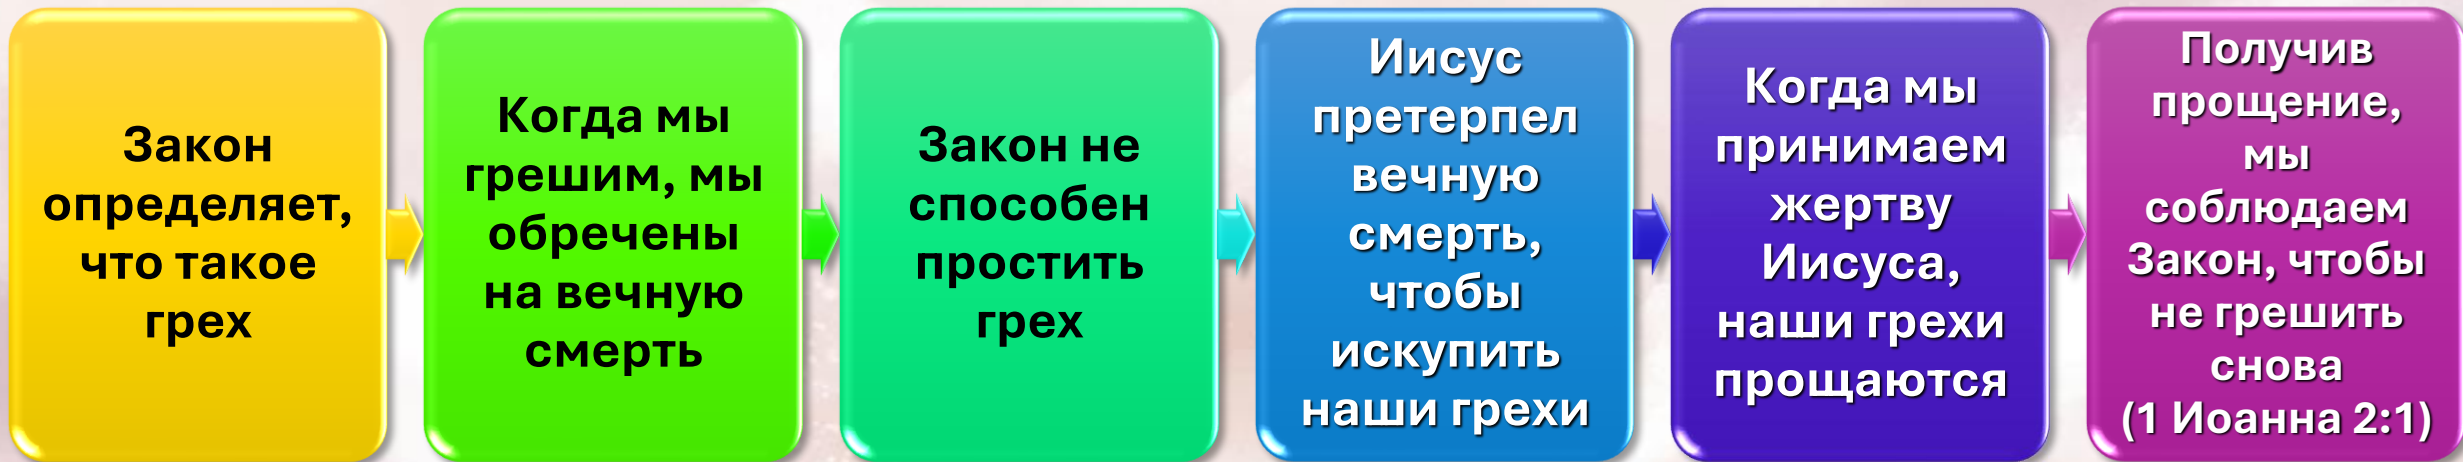 Закон
определяет,
что такое
грех
Когда мы
грешим, мы
обречены
на вечную
смерть
Закон не
способен
простить
грех
Иисус
претерпел
вечную
смерть,
чтобы
искупить
наши грехи
Когда мы
принимаем
жертву
Иисуса,
наши грехи
прощаются
Получив
прощение,
мы
соблюдаем
Закон, чтобы
не грешить
снова
(1 Иоанна 2:1)